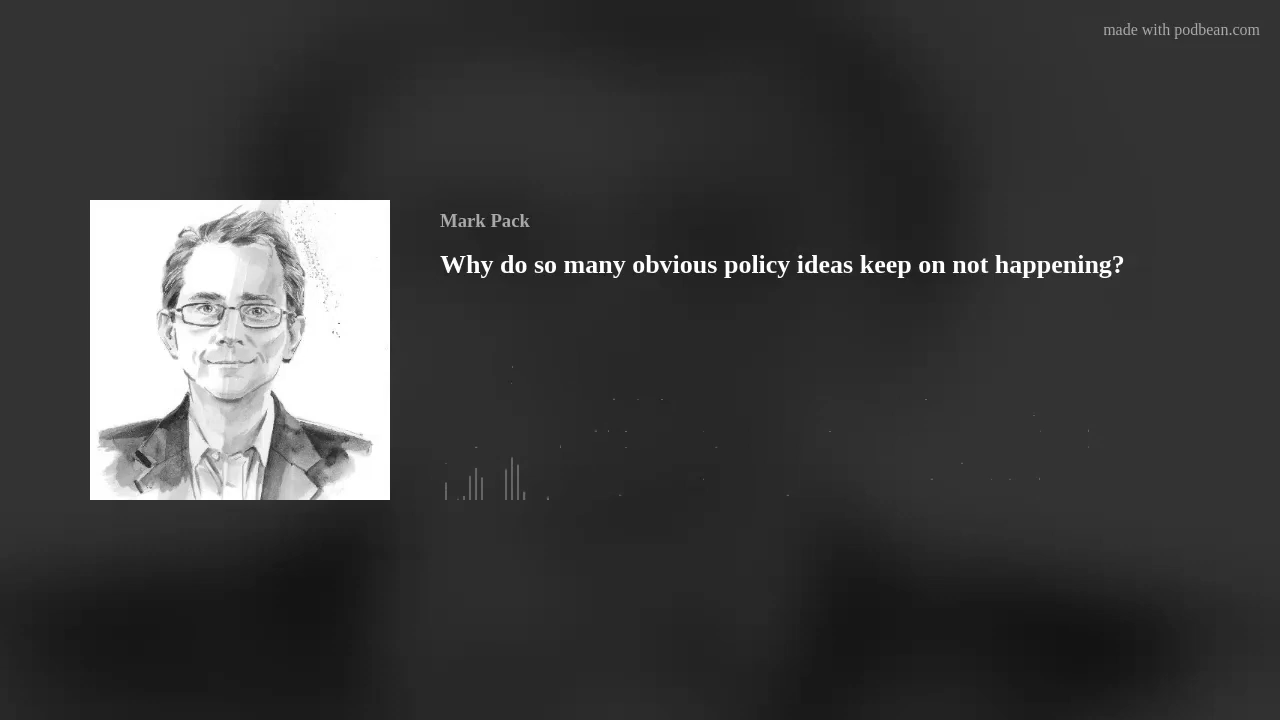 made with podbean.com
Mark Pack
Why do so many obvious policy ideas keep on not happening?